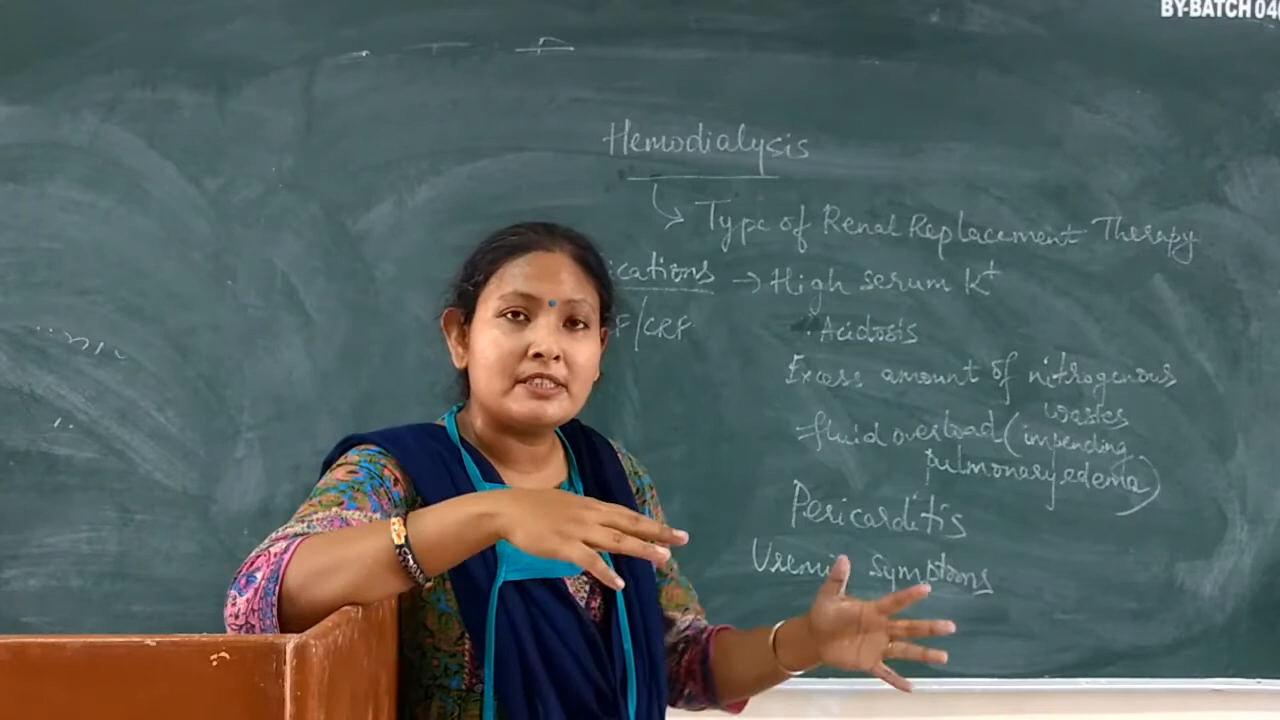 BY-BATCH 04
Hemodialysis
Type of Renal Replacement Therapy
ications → High serum K+
F/CRF
Acidosis
Excess amount of nitrogenous
wastes
fluid overload (impending
pulmonary edema)
Pericarditis
Uremi Symptoms